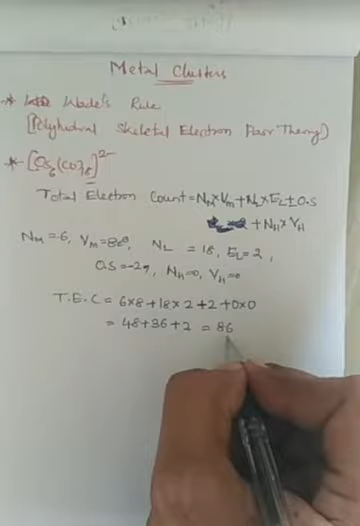 Metal Clusters
* Wade's Rule
(Polyhedral Skeletal Electron Pair Theory)
* [Os6(CO)18]2-
Total Electron Count = NM×Vm+NL×EL±O.S
+ NH×VH
NM=6, Vm=8, NL = 18, EL=2,
O.S=-2, NH=0, VH=0
T.E.C = 6×8+18×2+2+0×0
= 48+36+2 = 86